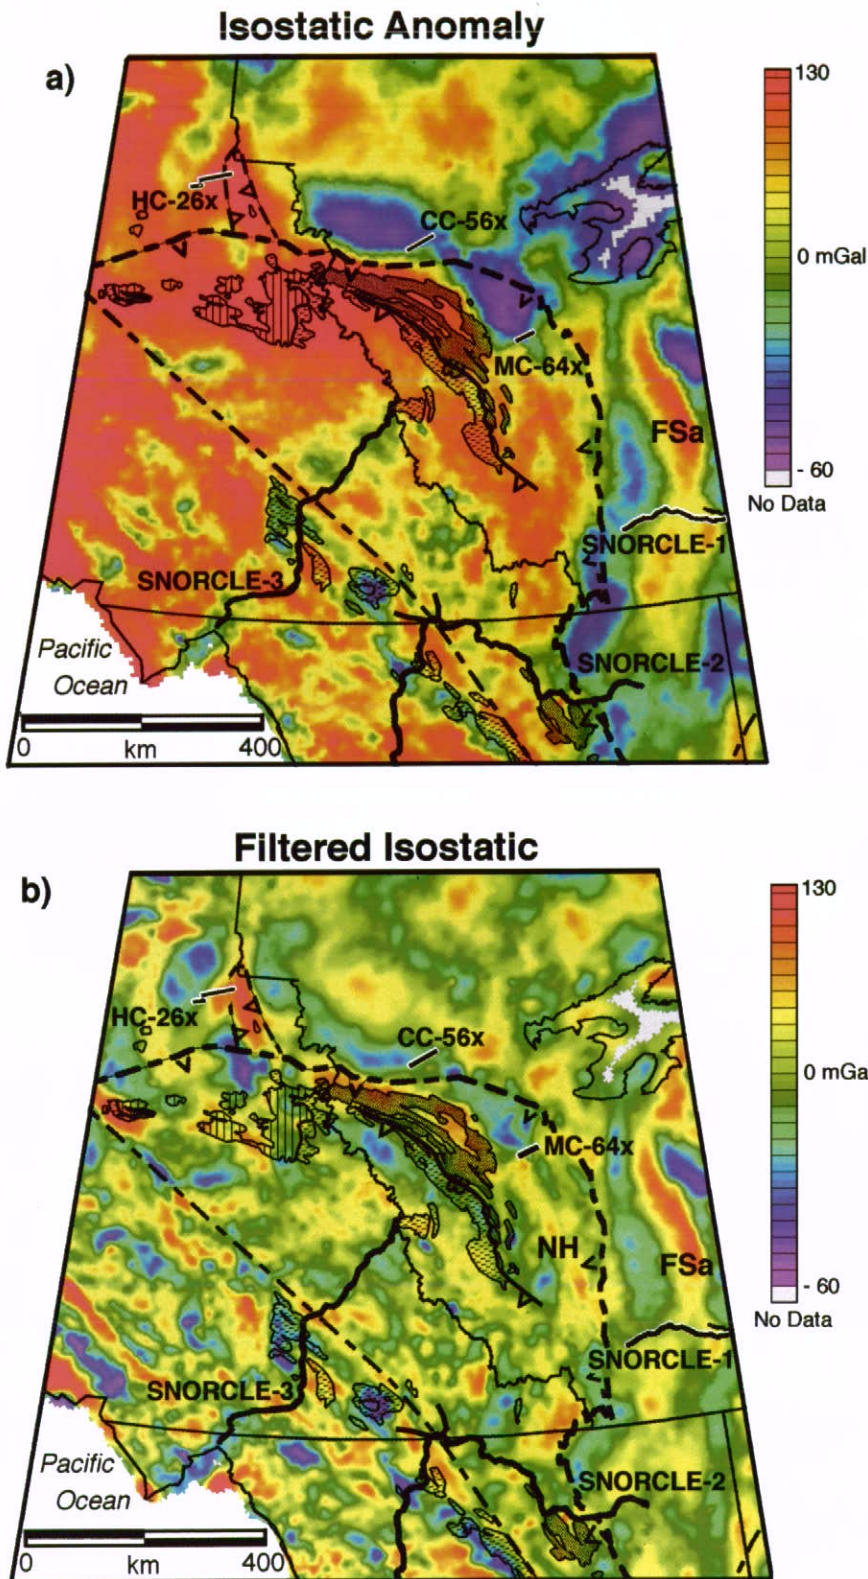 Isostatic Anomaly
a)
130
HC-26x
CC-56x
0 mGal
MC-64x
FSa
- 60
No Data
SNORCLE-1
SNORCLE-3
Pacific
Ocean
SNORCLE-2
0 km 400
Filtered Isostatic
b)
130
HC-26x
CC-56x
0 mGa
MC-64x
NH
FSa
- 60
No Data
SNORCLE-1
SNORCLE-3
Pacific
Ocean
SNORCLE-2
0 km 400